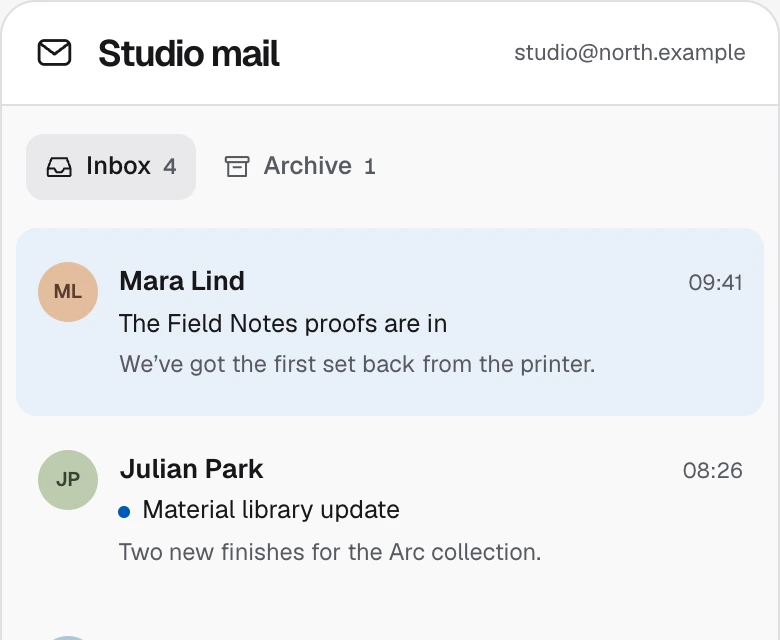 Studio mail
studio@north.example
Inbox 4
Archive 1
ML
Mara Lind
09:41
The Field Notes proofs are in
We’ve got the first set back from the printer.
JP
Julian Park
08:26
Material library update
Two new finishes for the Arc collection.